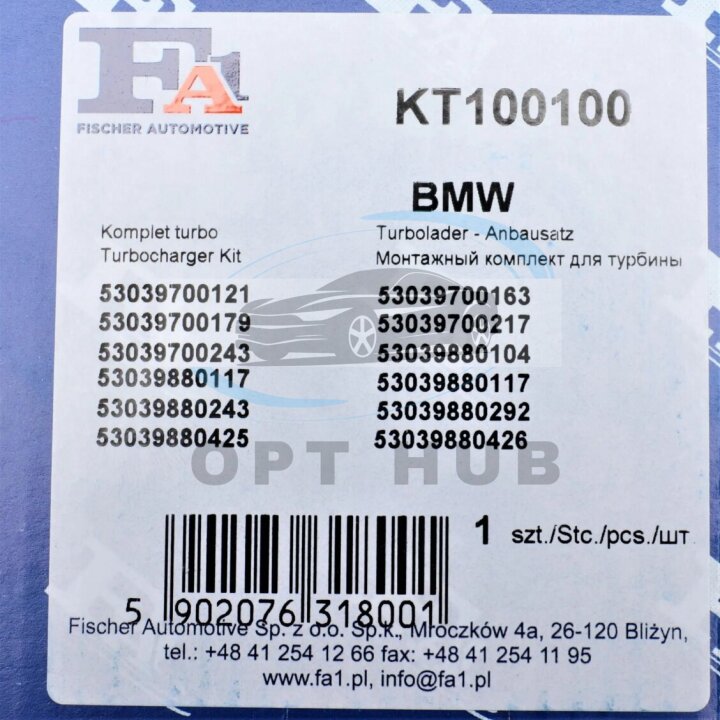 FA1
FISCHER AUTOMOTIVE
KT100100
BMW
Komplet turbo
Turbocharger Kit
Turbolader - Anbausatz
Монтажный комплект для турбины
53039700121 53039700163
53039700179 53039700217
53039700243 53039880104
53039880117 53039880117
53039880243 53039880292
53039880425 53039880426
OPT HUB
1 szt./Stc./pcs./шт
5 902076 318001
Fischer Automotive Sp. z o.o. Sp.k., Mroczków 4a, 26-120 Bliżyn,
tel.: +48 41 254 12 66 fax: +48 41 254 11 95
www.fa1.pl, info@fa1.pl